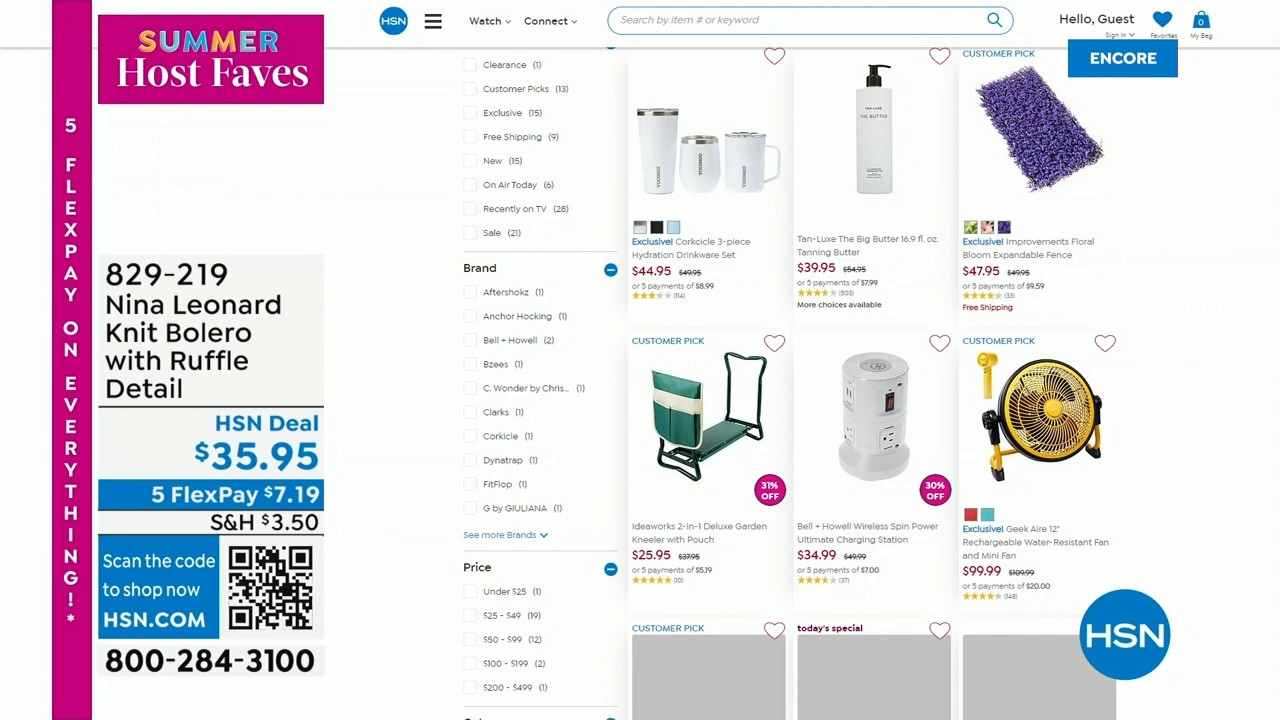 SUMMER
Host Faves
5 FLEXPAY ON EVERYTHING!*
829-219
Nina Leonard
Knit Bolero
with Ruffle
Detail
HSN Deal
$35.95
5 FlexPay $7.19
S&H $3.50
Scan the code
to shop now
HSN.COM
800-284-3100
HSN
Watch
Connect
Search by item # or keyword
Hello, Guest
Sign In
Favorites
0
My Bag
ENCORE
Clearance (1)
Customer Picks (13)
Exclusive (15)
Free Shipping (9)
New (15)
On Air Today (6)
Recently on TV (28)
Sale (21)
Brand
Aftershokz (1)
Anchor Hocking (1)
Bell + Howell (2)
Bzees (1)
C. Wonder by Chris... (1)
Clarks (1)
Corkicle (1)
Dynatrap (1)
FitFlop (1)
G by GIULIANA (1)
See more Brands
Price
Under $25 (1)
$25 - $49 (19)
$50 - $99 (12)
$100 - $199 (2)
$200 - $499 (1)
CORKCICLE
CORKCICLE
CORKCICLE
Exclusive! Corkcicle 3-piece
Hydration Drinkware Set
$44.95 $49.95
or 5 payments of $8.99
(114)
TAN-LUXE
THE BUTTER
Tan-Luxe The Big Butter 16.9 fl. oz.
Tanning Butter
$39.95 $54.95
or 5 payments of $7.99
(503)
More choices available
CUSTOMER PICK
Exclusive! Improvements Floral
Bloom Expandable Fence
$47.95 $49.95
or 5 payments of $9.59
(33)
Free Shipping
CUSTOMER PICK
31%
OFF
Ideaworks 2-in-1 Deluxe Garden
Kneeler with Pouch
$25.95 $37.95
or 5 payments of $5.19
(10)
30%
OFF
Bell + Howell Wireless Spin Power
Ultimate Charging Station
$34.99 $49.99
or 5 payments of $7.00
(37)
CUSTOMER PICK
Exclusive! Geek Aire 12"
Rechargeable Water-Resistant Fan
and Mini Fan
$99.99 $109.99
or 5 payments of $20.00
(148)
CUSTOMER PICK
today's special
HSN